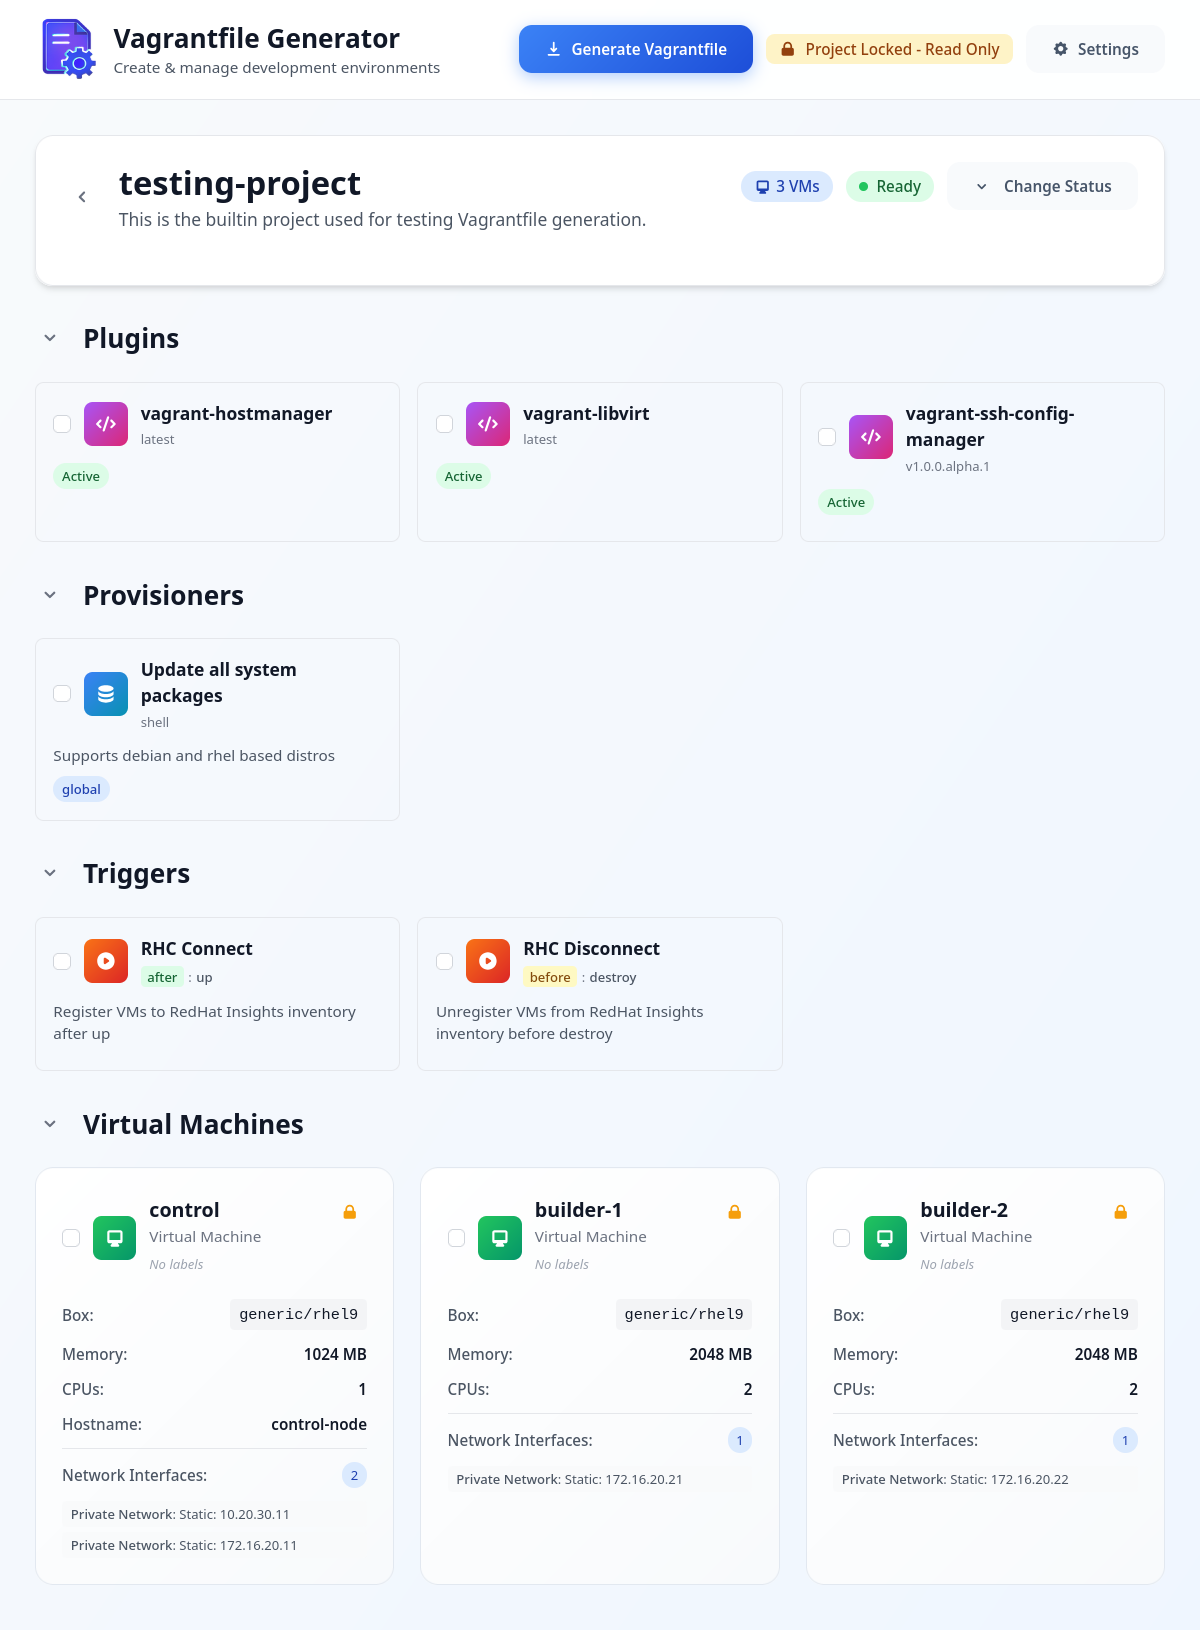 Vagrantfile Generator
Create & manage development environments
Generate Vagrantfile
Project Locked - Read Only
Settings
testing-project
This is the builtin project used for testing Vagrantfile generation.
3 VMs
Ready
Change Status
Plugins
vagrant-hostmanager
latest
Active
vagrant-libvirt
latest
Active
vagrant-ssh-config-
manager
v1.0.0.alpha.1
Active
Provisioners
Update all system
packages
shell
Supports debian and rhel based distros
global
Triggers
RHC Connect
after : up
Register VMs to RedHat Insights inventory
after up
RHC Disconnect
before : destroy
Unregister VMs from RedHat Insights
inventory before destroy
Virtual Machines
control
Virtual Machine
No labels
Box: generic/rhel9
Memory: 1024 MB
CPUs: 1
Hostname: control-node
Network Interfaces: 2
Private Network: Static: 10.20.30.11
Private Network: Static: 172.16.20.11
builder-1
Virtual Machine
No labels
Box: generic/rhel9
Memory: 2048 MB
CPUs: 2
Network Interfaces: 1
Private Network: Static: 172.16.20.21
builder-2
Virtual Machine
No labels
Box: generic/rhel9
Memory: 2048 MB
CPUs: 2
Network Interfaces: 1
Private Network: Static: 172.16.20.22